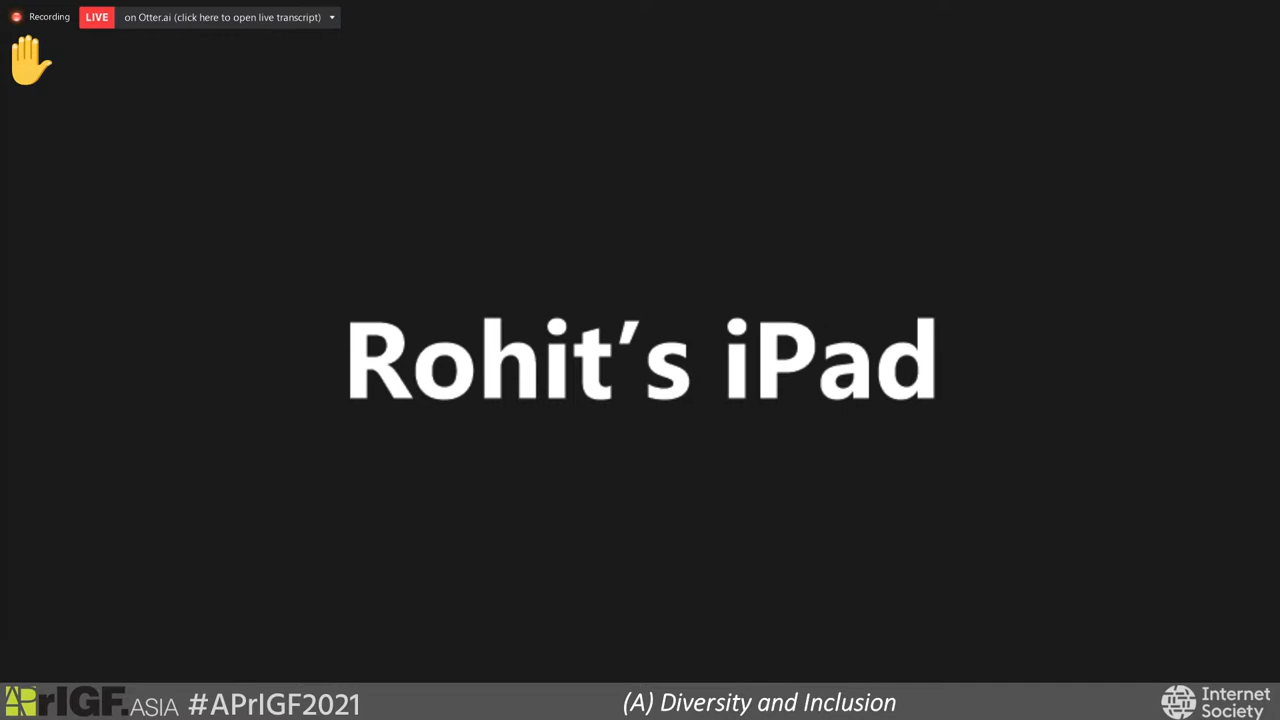 Recording
LIVE on Otter.ai (click here to open live transcript)
Rohit’s iPad
APrIGF.ASIA #APrIGF2021
(A) Diversity and Inclusion
Internet
Society